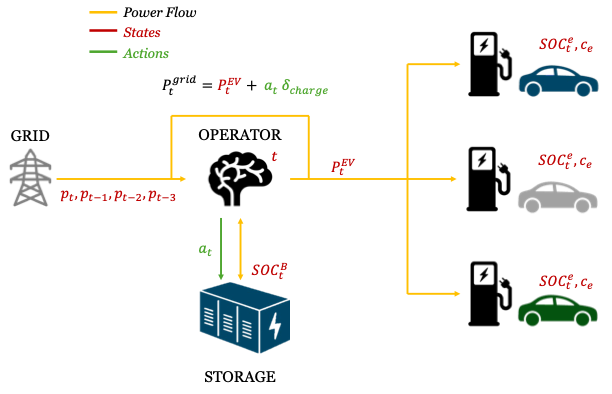 Power Flow
States
Actions
P_t^{grid} = P_t^{EV} + a_t δ_{charge}
GRID
OPERATOR
t
p_t, p_{t-1}, p_{t-2}, p_{t-3}
P_t^{EV}
a_t
SOC_t^B
STORAGE
SOC_t^e, c_e
SOC_t^e, c_e
SOC_t^e, c_e